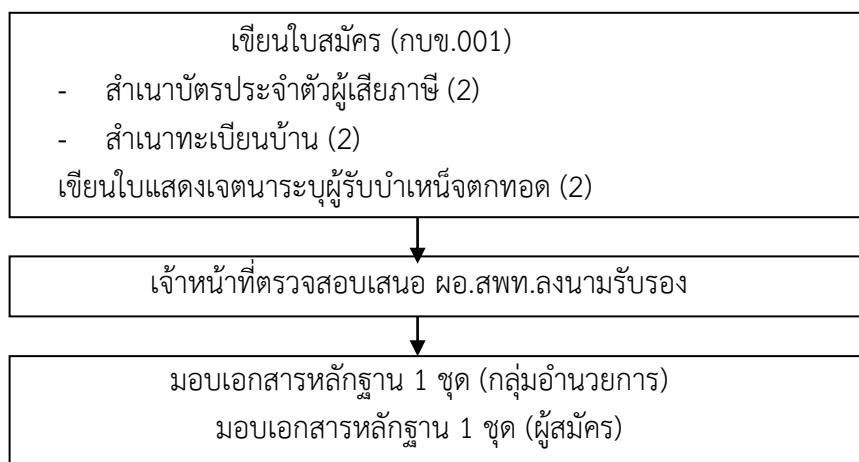 เขียนใบสมัคร (กบข.001)
- สำเนาบัตรประจำตัวผู้เสียภาษี (2)
- สำเนาทะเบียนบ้าน (2)
เขียนใบแสดงเจตนาระบุผู้รับบำเหน็จตกทอด (2)
เจ้าหน้าที่ตรวจสอบเสนอ ผอ.สพท.ลงนามรับรอง
มอบเอกสารหลักฐาน 1 ชุด (กลุ่มอำนวยการ)
มอบเอกสารหลักฐาน 1 ชุด (ผู้สมัคร)